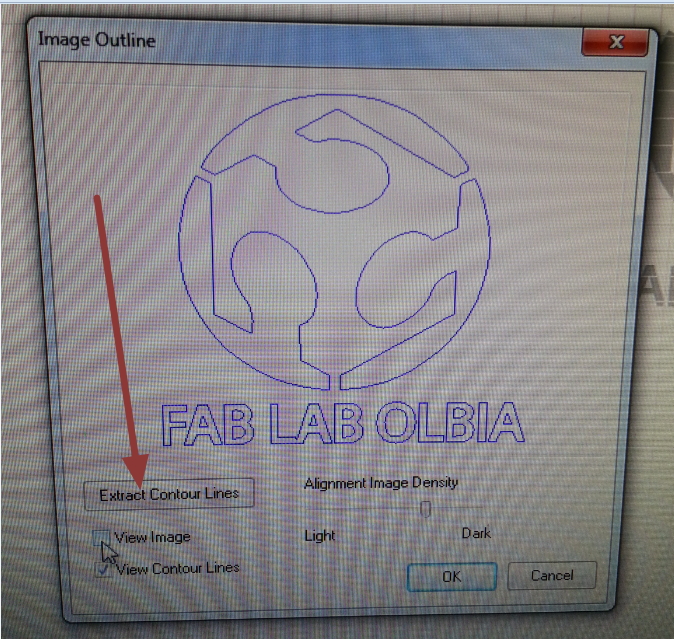 Image Outline
FAB LAB OLBIA
Extract Contour Lines
Alignment Image Density
View Image
Light
Dark
View Contour Lines
OK
Cancel